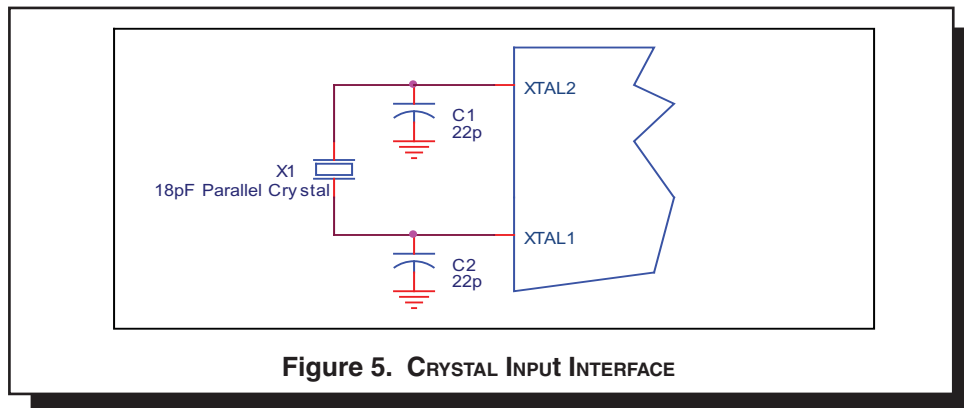 XTAL2
C1
22p
X1
18pF Parallel Crystal
XTAL1
C2
22p
Figure 5. CRYSTAL INPUt INTERFACE